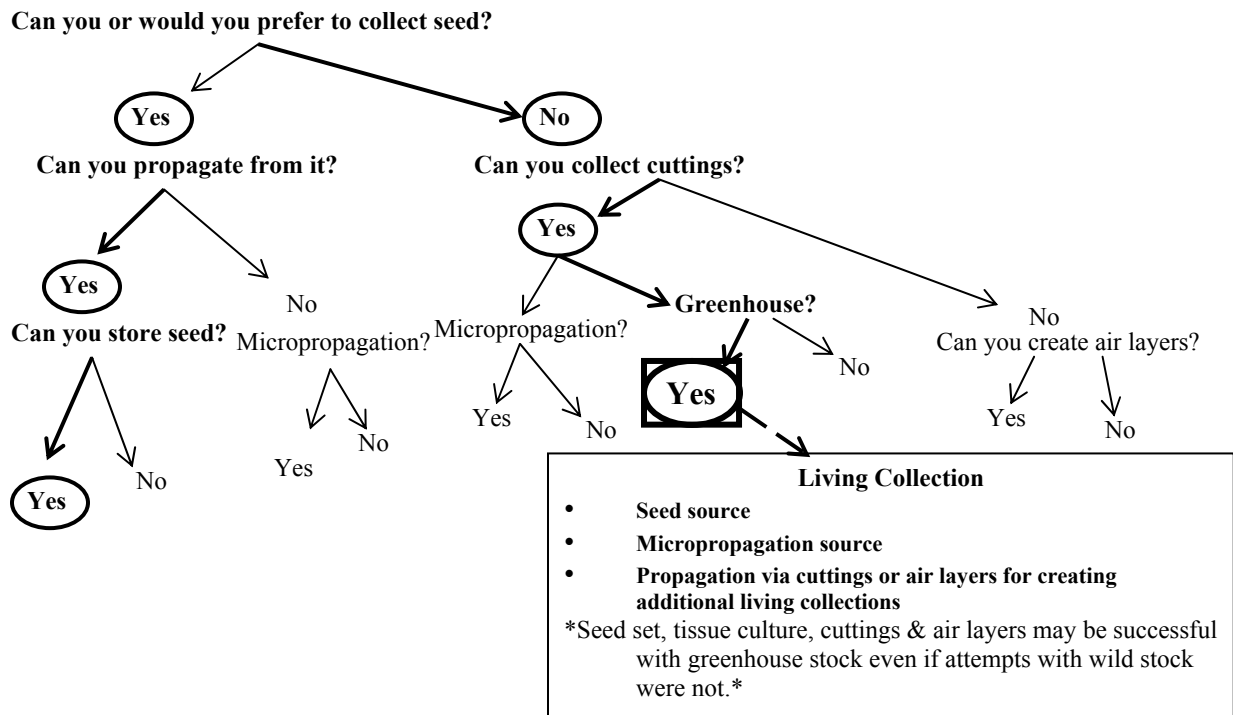 Can you or would you prefer to collect seed?
Yes
No
Can you propagate from it?
Can you collect cuttings?
Yes
Yes
No
Greenhouse?
No
Can you store seed?
Micropropagation?
Micropropagation?
Can you create air layers?
No
Yes
Yes
No
Yes
No
No
Yes
No
Yes
No
Living Collection
• Seed source
• Micropropagation source
• Propagation via cuttings or air layers for creating
additional living collections
*Seed set, tissue culture, cuttings & air layers may be successful
with greenhouse stock even if attempts with wild stock
were not.*